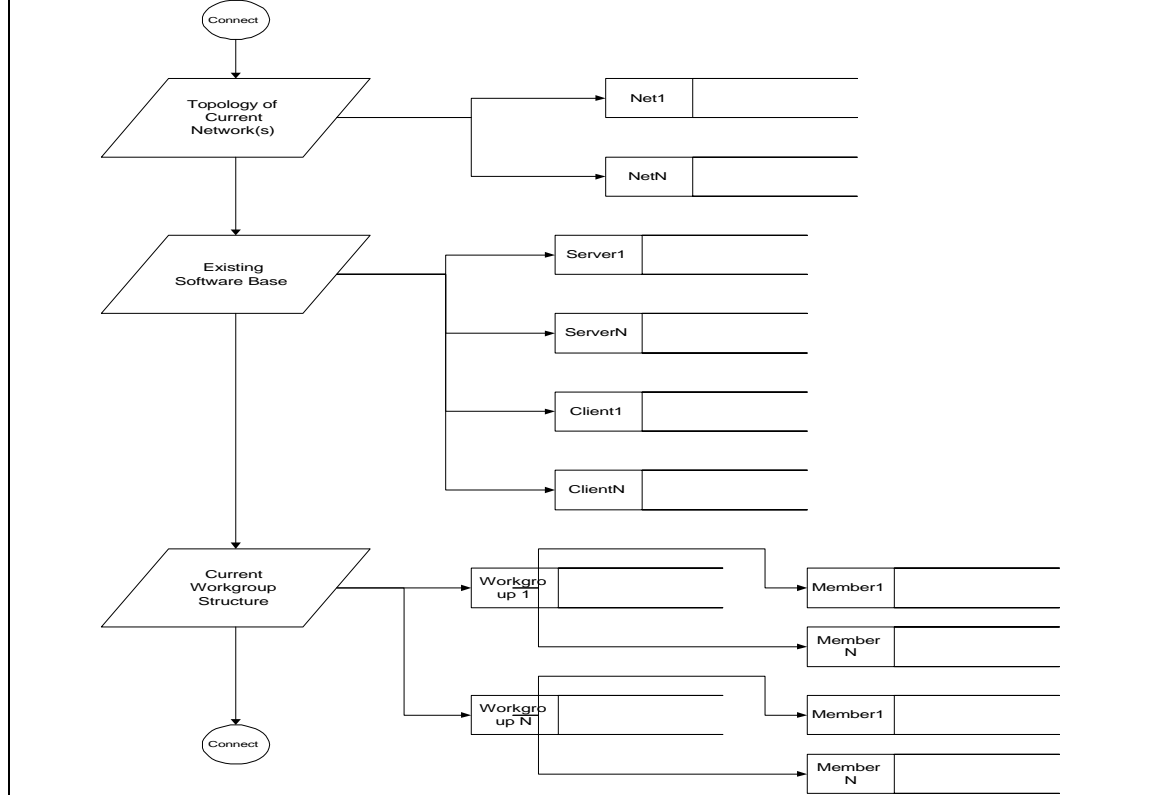 Connect
Topology of
Current
Network(s)
Net1
NetN
Existing
Software Base
Server1
ServerN
Client1
ClientN
Current
Workgroup
Structure
Workgro
up 1
Member1
Member
N
Workgro
up N
Member1
Member
N
Connect